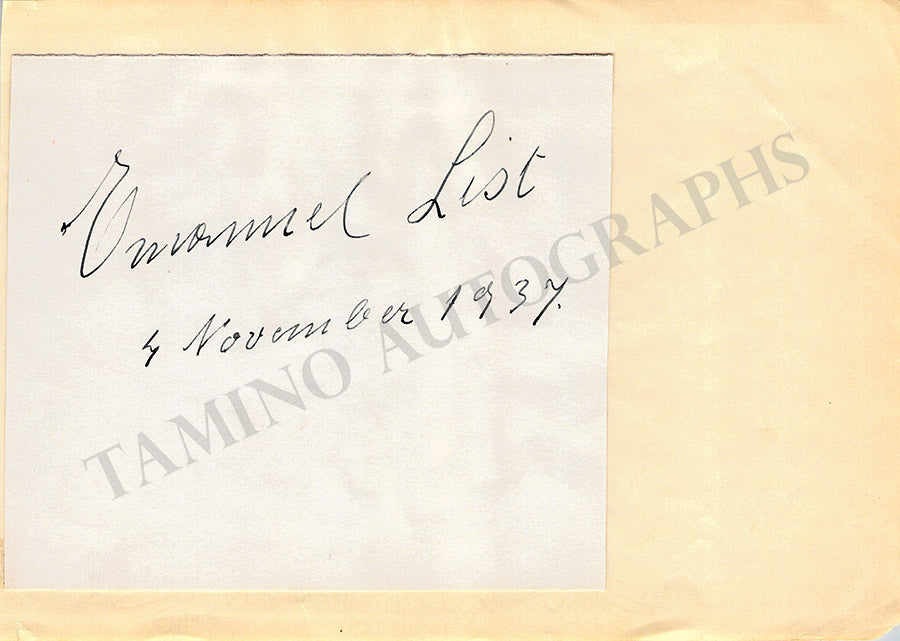 Emanuel List
4 November 1937.
TAMINO AUTOGRAPHS